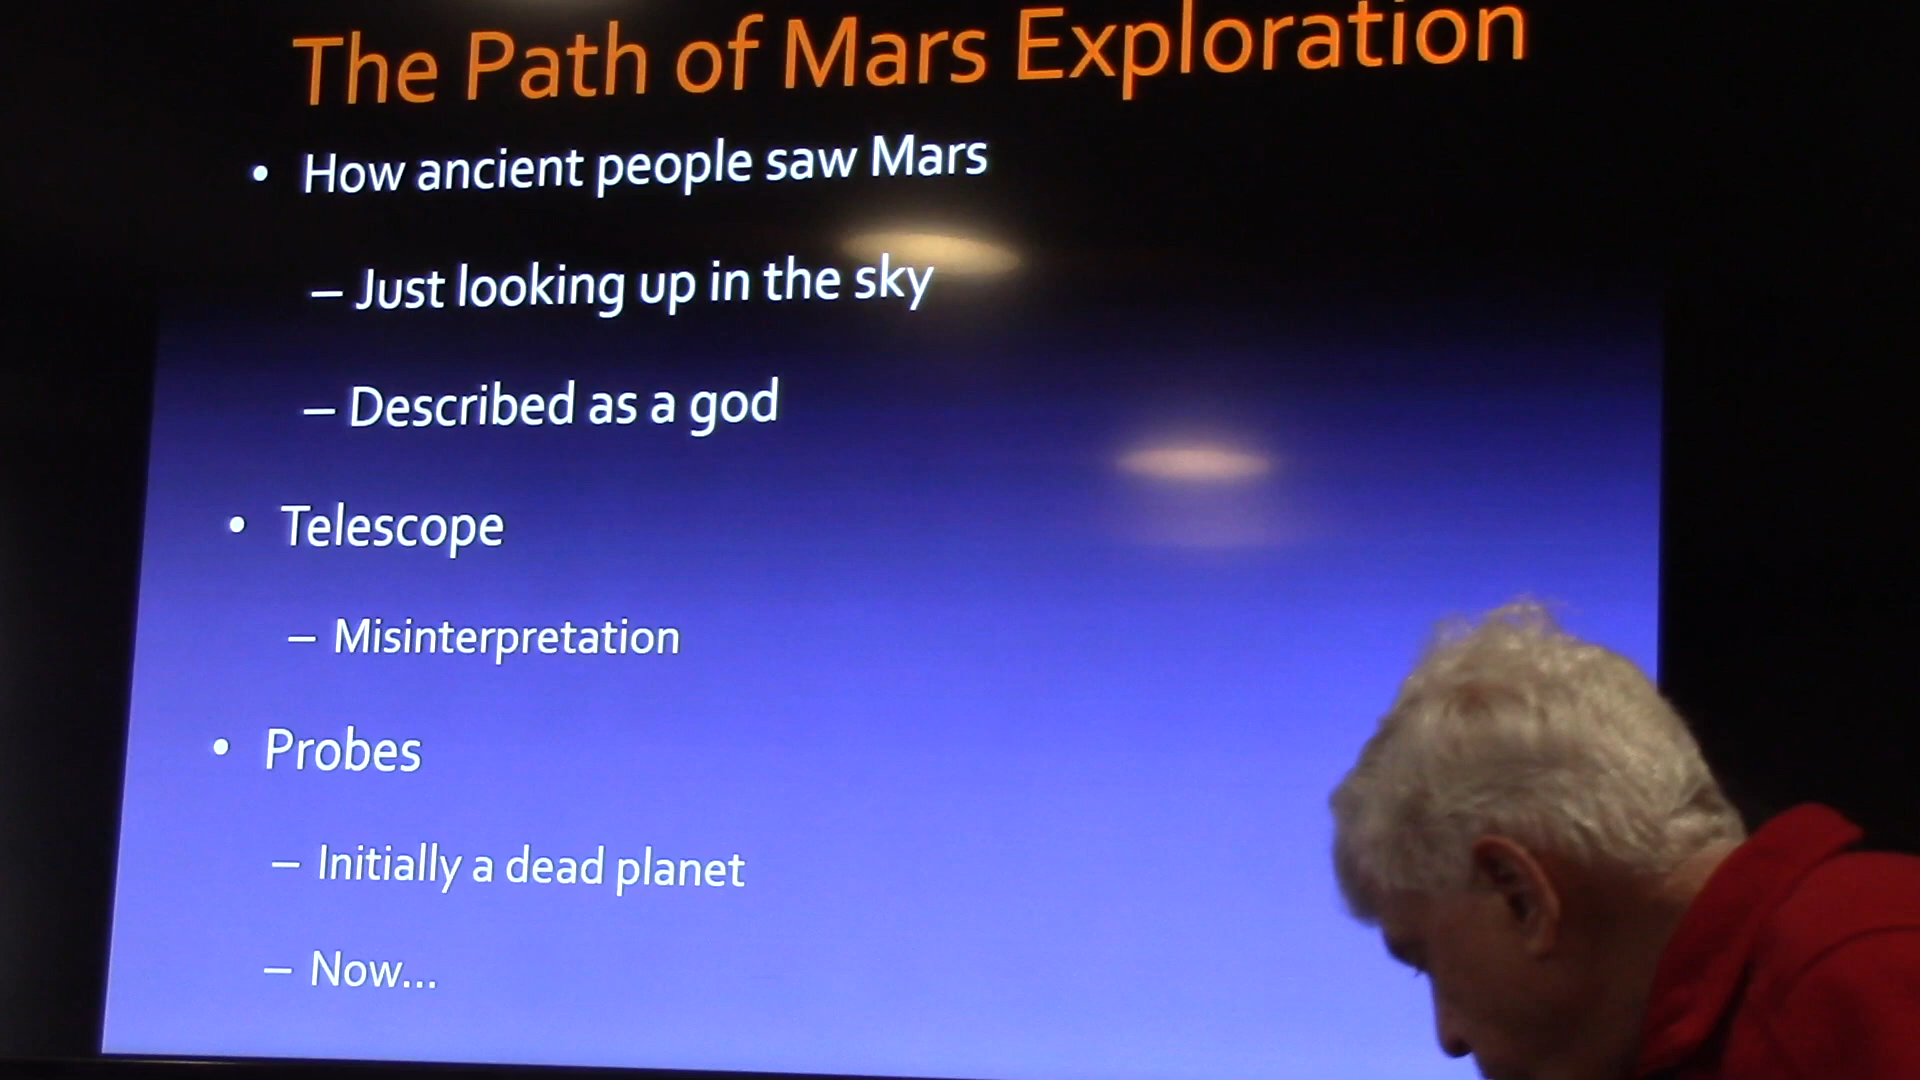 The Path of Mars Exploration
• How ancient people saw Mars
– Just looking up in the sky
– Described as a god
• Telescope
– Misinterpretation
• Probes
– Initially a dead planet
– Now...